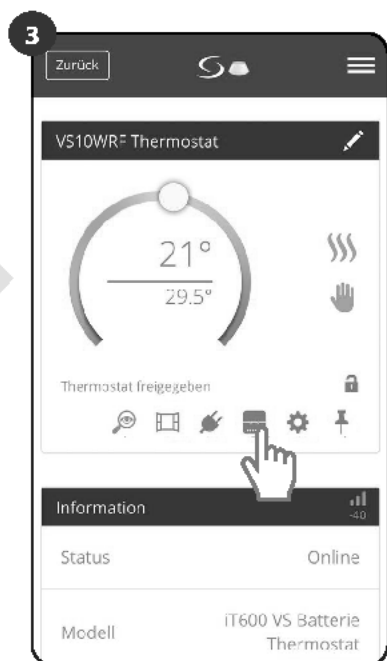 3
Zurück
VS10WRF Thermostat
21°
29.5°
Thermostat freigegeben
Information
-40
Status Online
Modell iT600 VS Batterie
Thermostat